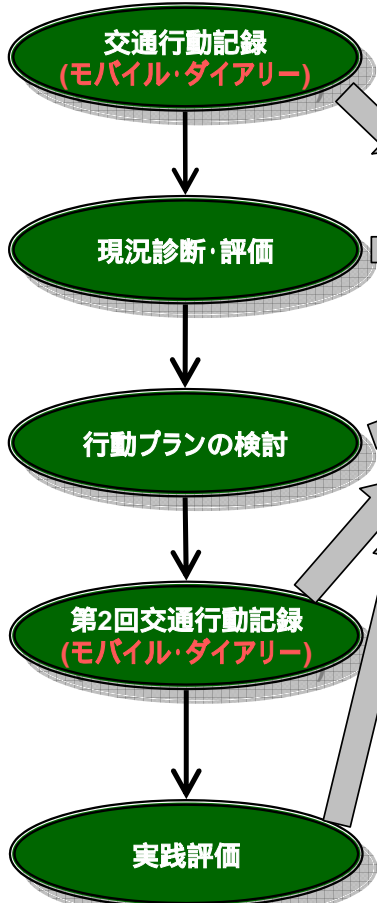 交通行動記録
(モバイル・ダイアリー)
現況診断・評価
行動プランの検討
第2回交通行動記録
(モバイル・ダイアリー)
実践評価